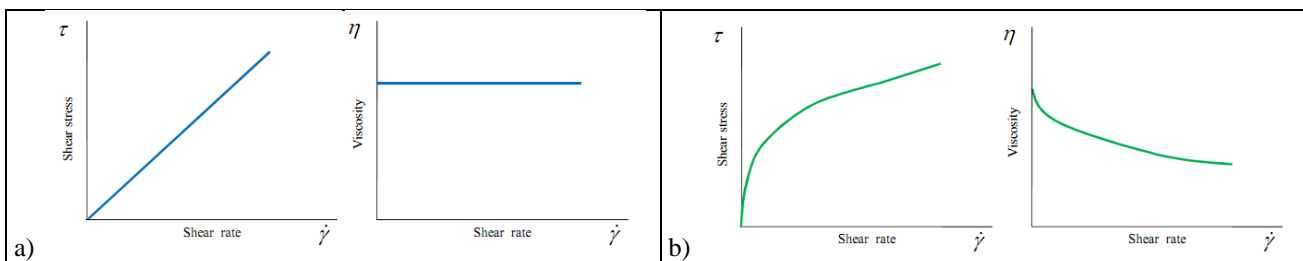 τ
Shear stress
Shear rate
γ̇
η
Viscosity
Shear rate
γ̇
a)
τ
Shear stress
Shear rate
γ̇
η
Viscosity
Shear rate
γ̇
b)